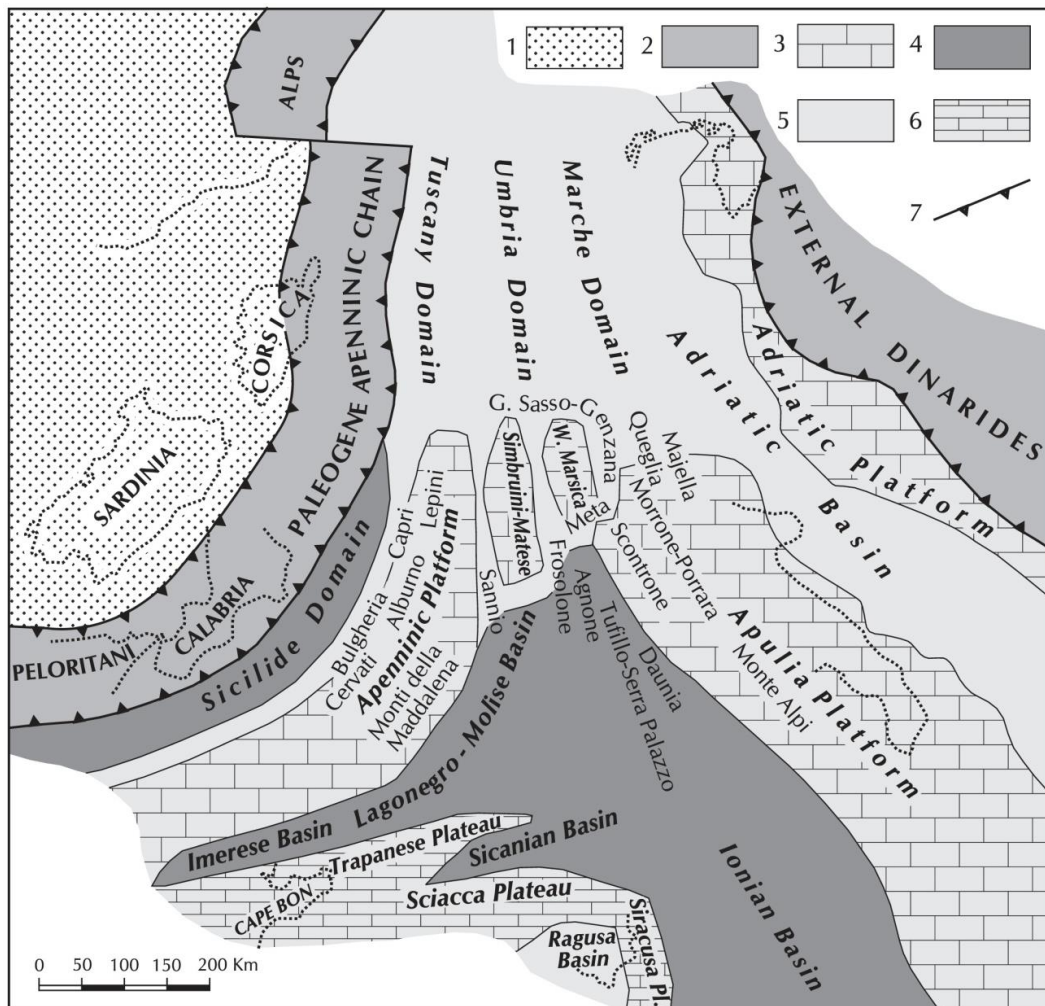 1
2
3
4
5
6
7
ALPS
Tuscany Domain
Umbria Domain
Marche Domain
EXTERNAL DINARIDES
PALEOGENE APENNINIC CHAIN
CORSICA
SARDINIA
CALABRIA
PELORITANI
Sicilide Domain
Adriatic Platform
Adriatic Basin
G. Sasso-Genzana
Simbruini-Matese
W. Marsica
Meta
Queglia
Majella
Morrone-Porrara
Scontrone
Capri
Lepini
Bulgheria
Alburno
Cervati
Apenninic Platform
Monti della
Maddalena
Sannio
Frosolone
Agnone
Tufillo-Serra Palazzo
Daunia
Apulia Platform
Monte Alpi
Imerese Basin
Lagonegro-Molise Basin
Trapanese Plateau
Sicanian Basin
Sciacca Plateau
CAPE BON
Ragusa
Basin
Siracusa Pl.
Ionian Basin
0 50 100 150 200 Km